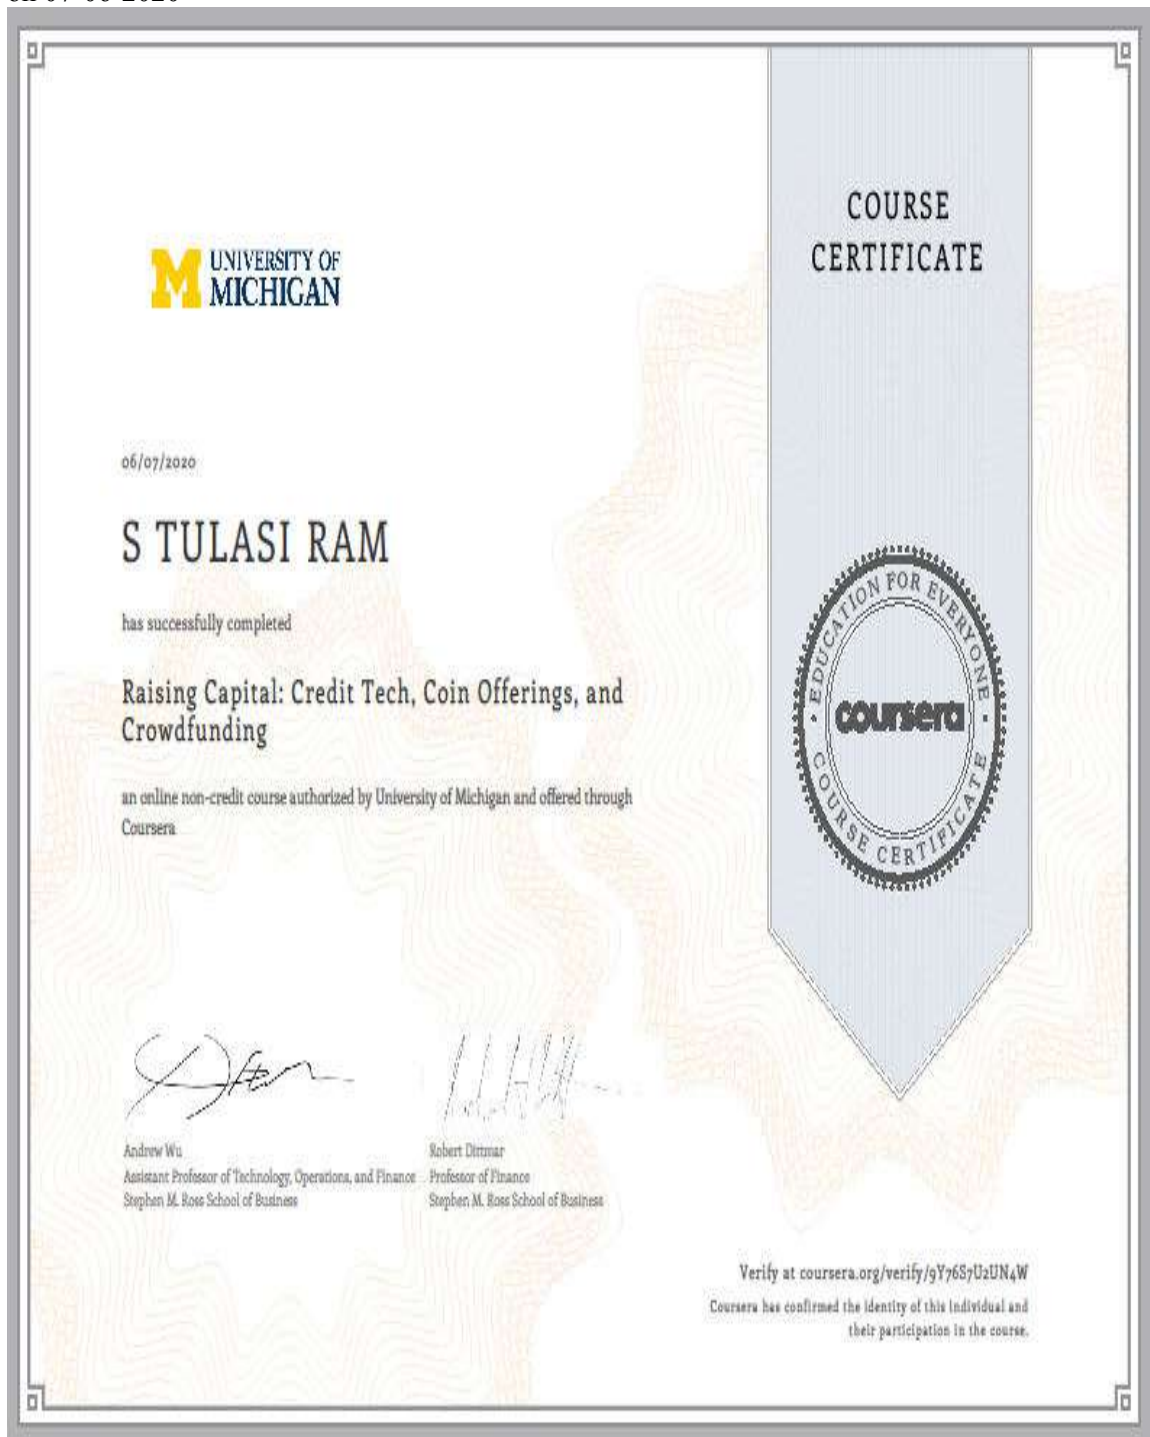 UNIVERSITY OF
MICHIGAN
COURSE
CERTIFICATE
06/07/2020
S TULASI RAM
has successfully completed
Raising Capital: Credit Tech, Coin Offerings, and
Crowdfunding
an online non-credit course authorized by University of Michigan and offered through
Coursera
EDUCATION FOR EVERYONE
coursera
COURSE CERTIFICATE
Andrew Wu
Assistant Professor of Technology, Operations, and Finance
Stephen M. Ross School of Business
Robert Dittmar
Professor of Finance
Stephen M. Ross School of Business
Verify at coursera.org/verify/9Y76S7U2UN4W
Coursera has confirmed the identity of this individual and
their participation in the course.